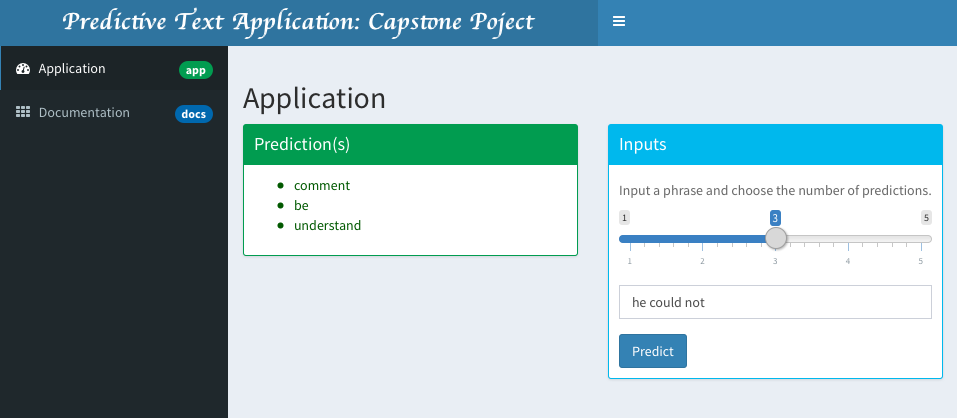 Predictive Text Application: Capstone Poject
Application app
Documentation docs
Application
Prediction(s)
comment
be
understand
Inputs
Input a phrase and choose the number of predictions.
1 3 5
1 2 3 4 5
he could not
Predict